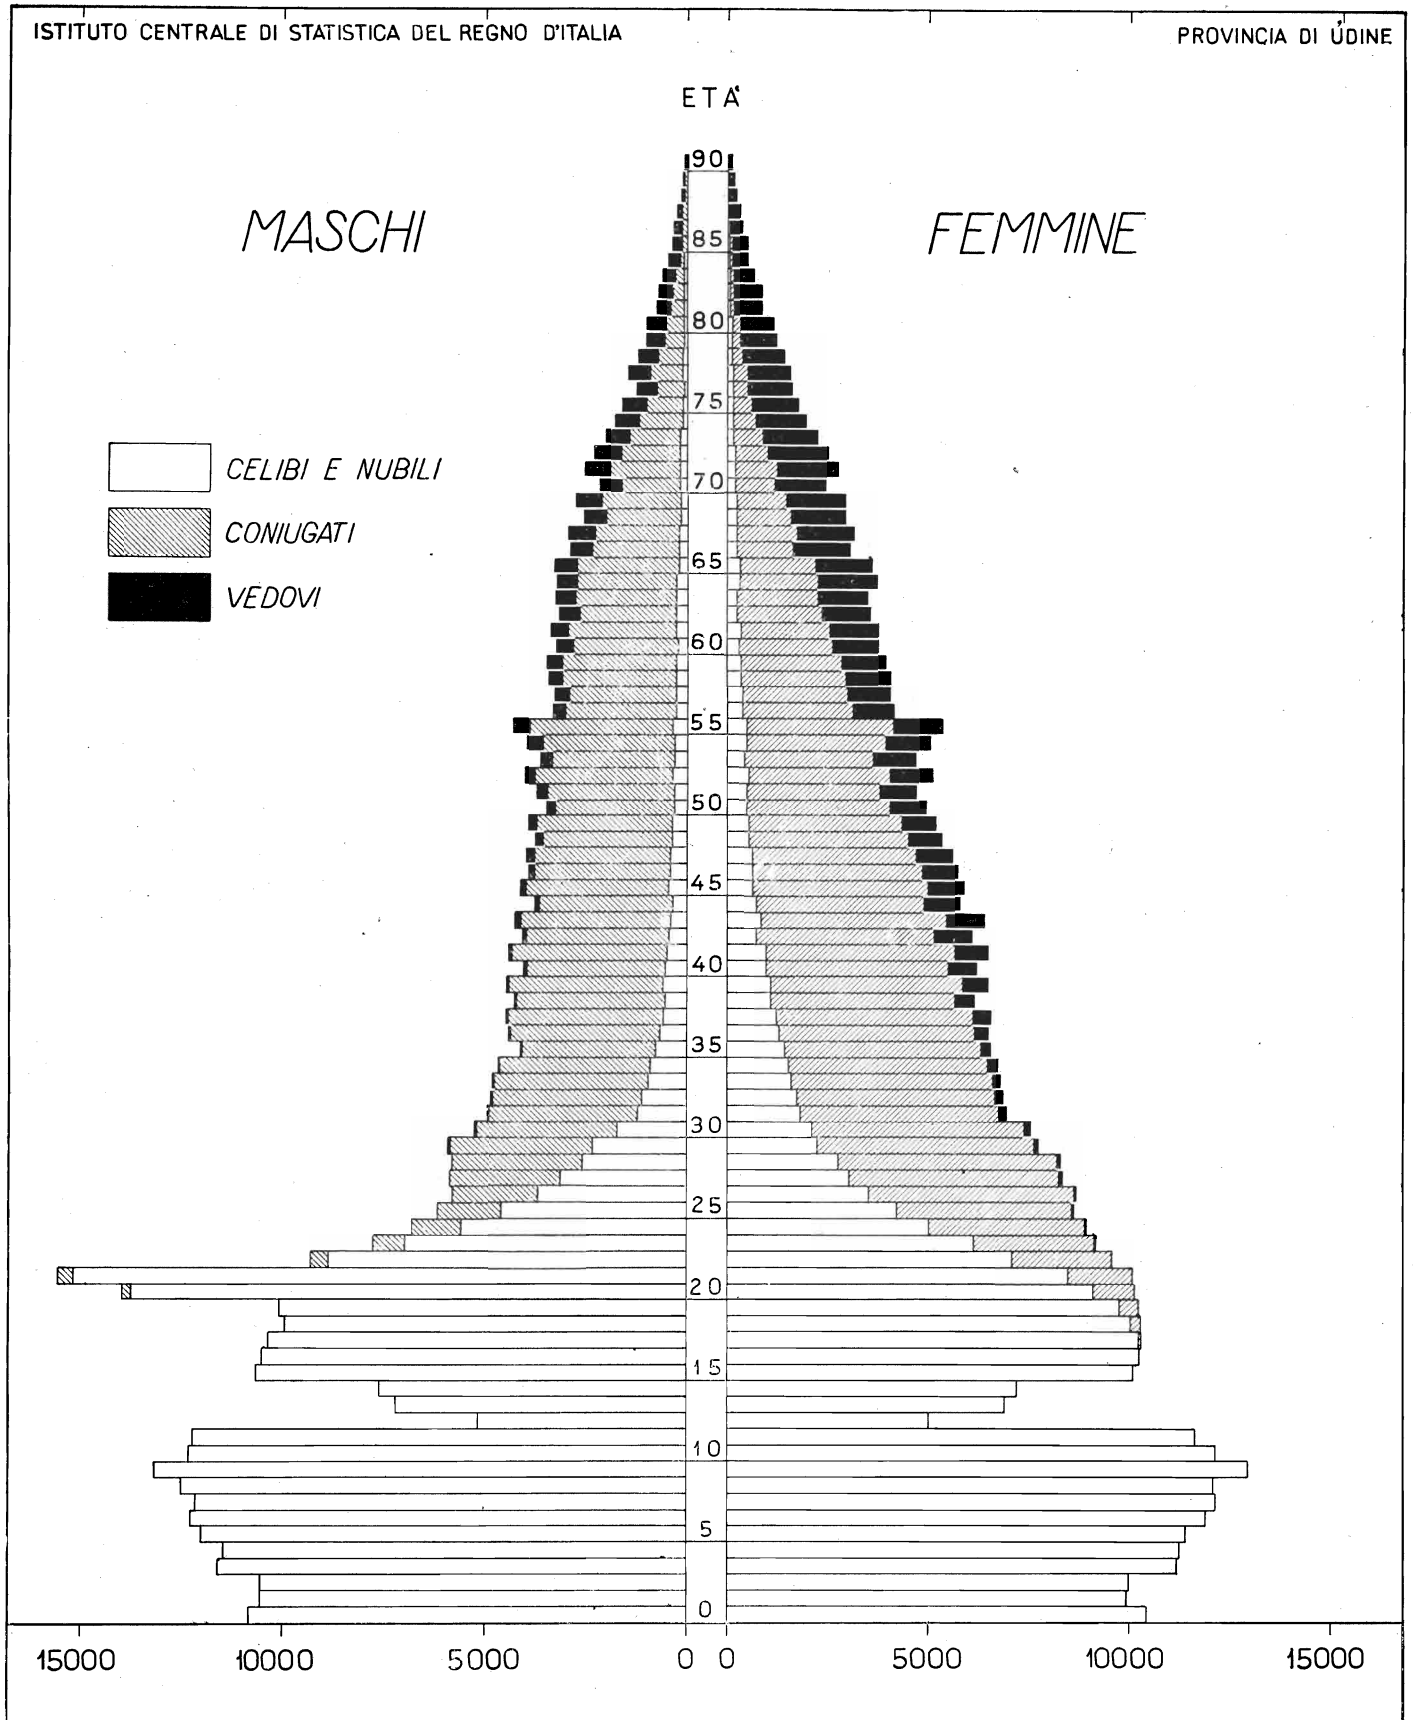 ISTITUTO CENTRALE DI STATISTICA DEL REGNO D'ITALIA
PROVINCIA DI UDINE
ETA'
MASCHI
FEMMINE
90
85
80
75
70
65
60
55
50
45
40
35
30
25
20
15
10
5
0
CELIBI E NUBILI
CONIUGATI
VEDOVI
15000 10000 5000 0 0 5000 10000 15000